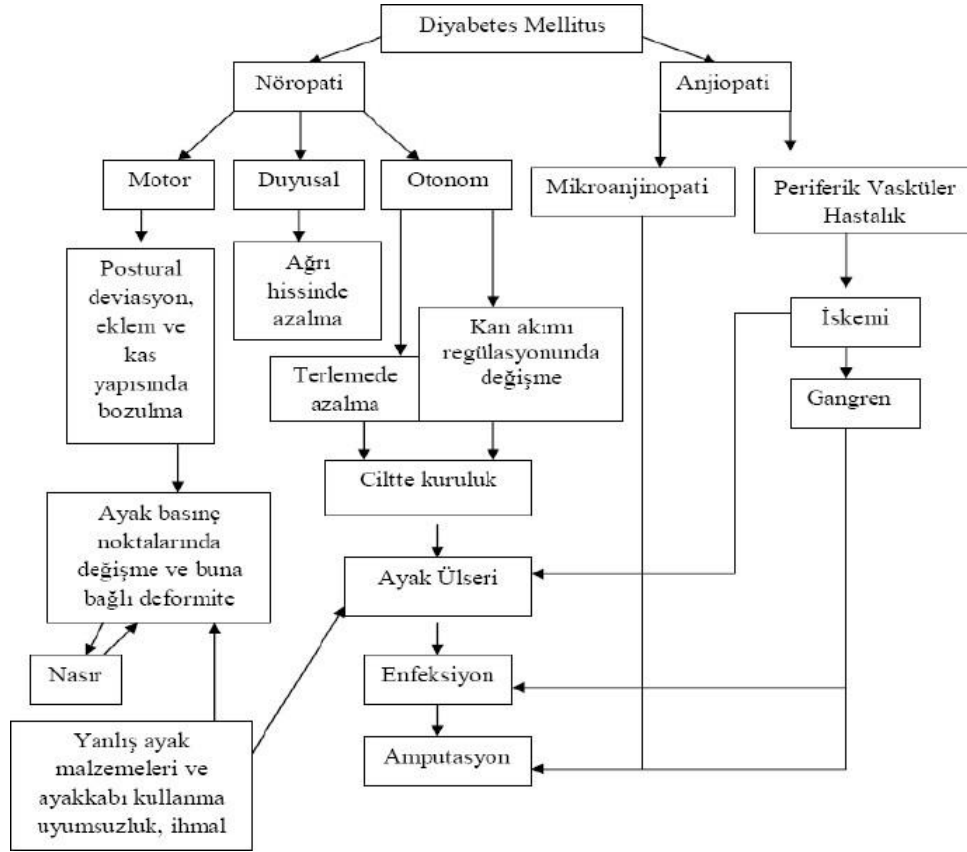 Diyabetes Mellitus
Nöropati
Anjiopati
Motor
Duyusal
Otonom
Mikroanjinopati
Periferik Vasküler
Hastalık
Postural
deviasyon,
eklem ve
kas
yapısında
bozulma
Ağrı
hissinde
azalma
Terlemede
azalma
Kan akımı
regülasyonunda
değişme
İskemi
Gangren
Ciltte kuruluk
Ayak basınç
noktalarında
değişme ve buna
bağlı deformite
Ayak Ülseri
Nasır
Enfeksiyon
Yanlış ayak
malzemeleri ve
ayakkabı kullanma
uyumsuzluk, ihmal
Amputasyon